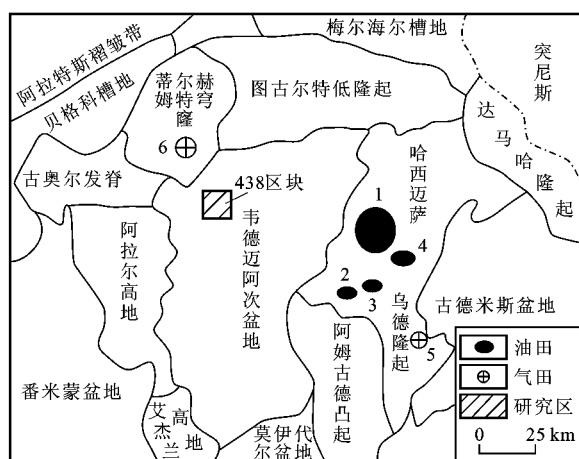 阿拉特斯褶皱带
贝格科槽地
梅尔海尔槽地
突尼斯
蒂尔赫
姆特穹
隆
6
图古尔特低隆起
达马哈隆起
古奥尔发脊
438区块
哈西迈萨
1
4
2
3
乌德隆起
5
阿拉尔高地
韦德迈阿次盆地
古德米斯盆地
番米蒙盆地
艾杰兰
高地
莫伊代
尔盆地
阿姆古德凸起
油田
气田
研究区
0 25 km